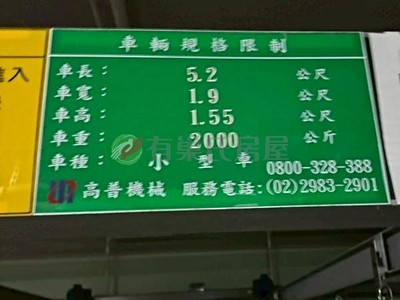 車輛規格限制
進入
車長： 5.2 公尺
車寬： 1.9 公尺
車高： 1.55 公尺
車重： 2000 公斤
有巢氏房屋
車種： 小型車
0800-328-388
高普機械 服務電話：(02)2983-2901